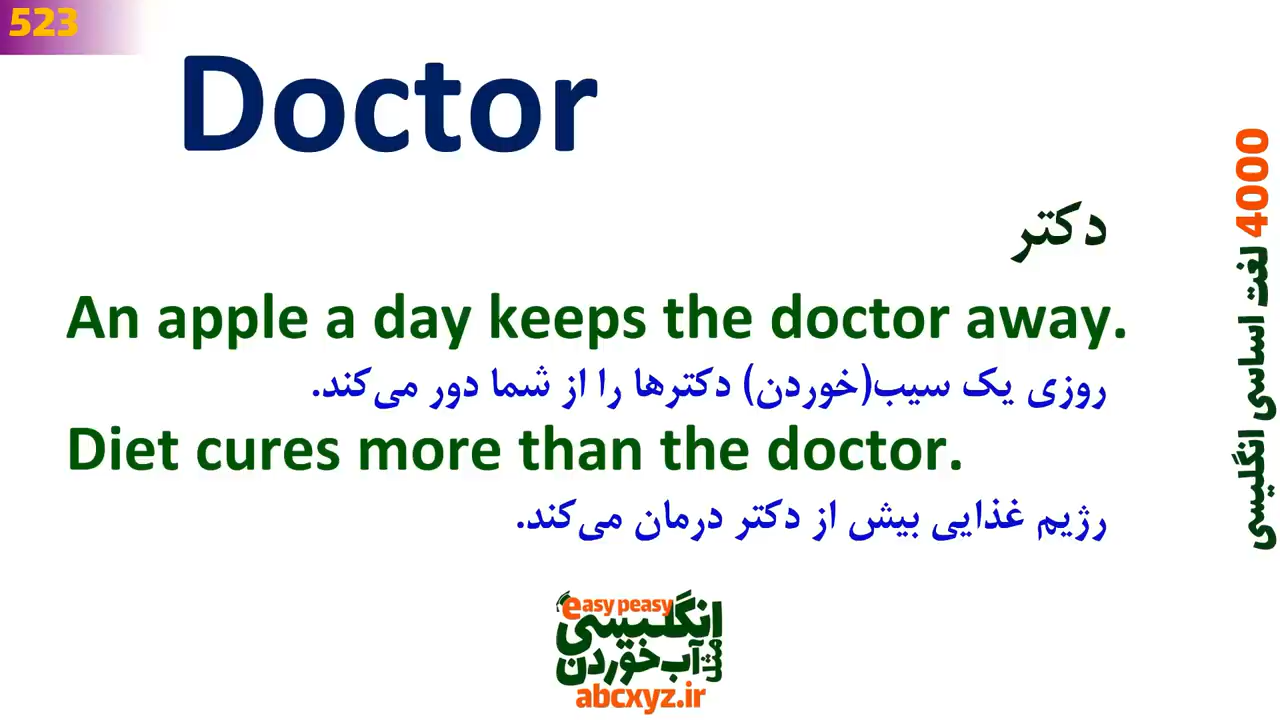 523
Doctor
دکتر
An apple a day keeps the doctor away.
روزی یک سیب(خوردن) دکترها را از شما دور می‌کند.
Diet cures more than the doctor.
رژیم غذایی بیش از دکتر درمان می‌کند.
4000 لغت اساسی انگلیسی
easy peasy
انگلیسی
مثل آب خوردن
abcxyz.ir